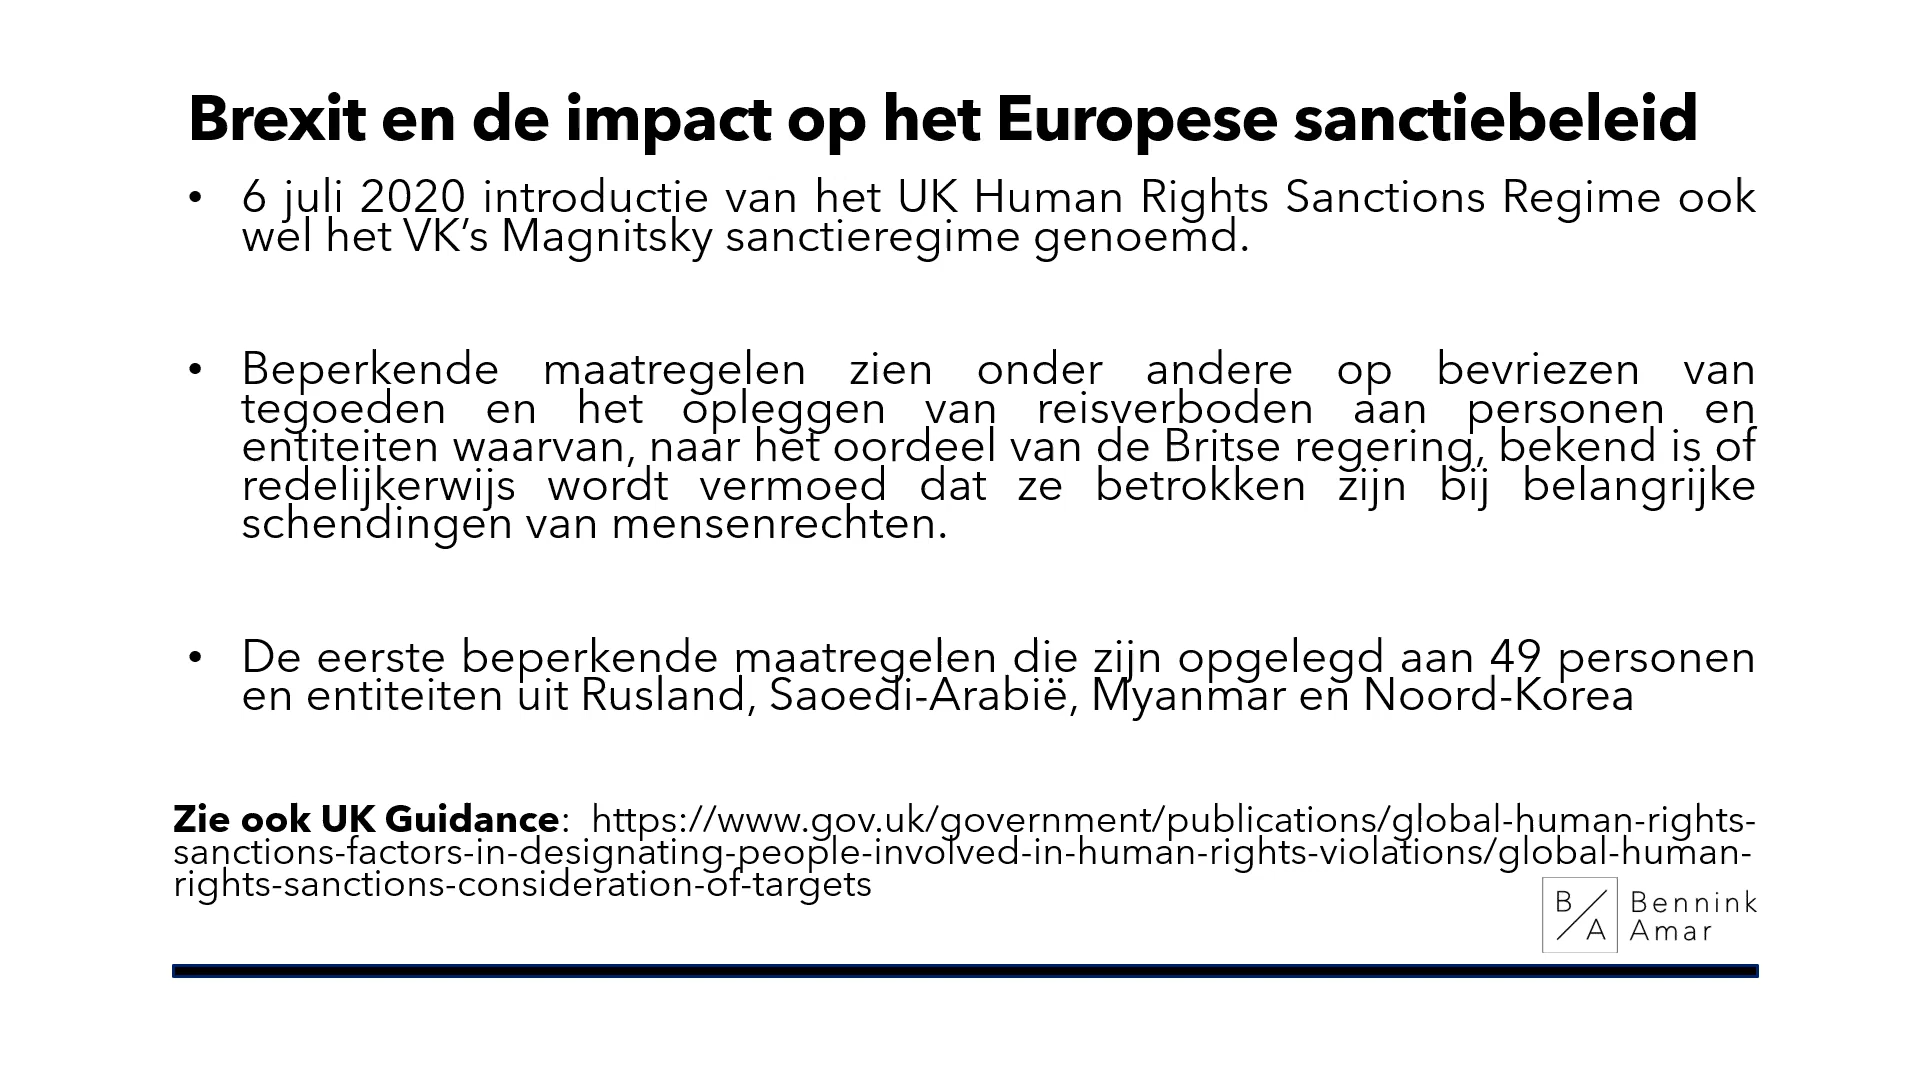 Brexit en de impact op het Europese sanctiebeleid
• 6 juli 2020 introductie van het UK Human Rights Sanctions Regime ook
wel het VK’s Magnitsky sanctieregime genoemd.
• Beperkende maatregelen zien onder andere op bevriezen van
tegoeden en het opleggen van reisverboden aan personen en
entiteiten waarvan, naar het oordeel van de Britse regering, bekend is of
redelijkerwijs wordt vermoed dat ze betrokken zijn bij belangrijke
schendingen van mensenrechten.
• De eerste beperkende maatregelen die zijn opgelegd aan 49 personen
en entiteiten uit Rusland, Saoedi-Arabië, Myanmar en Noord-Korea
Zie ook UK Guidance: https://www.gov.uk/government/publications/global-human-rights-
sanctions-factors-in-designating-people-involved-in-human-rights-violations/global-human-
rights-sanctions-consideration-of-targets
B/A Bennink
Amar